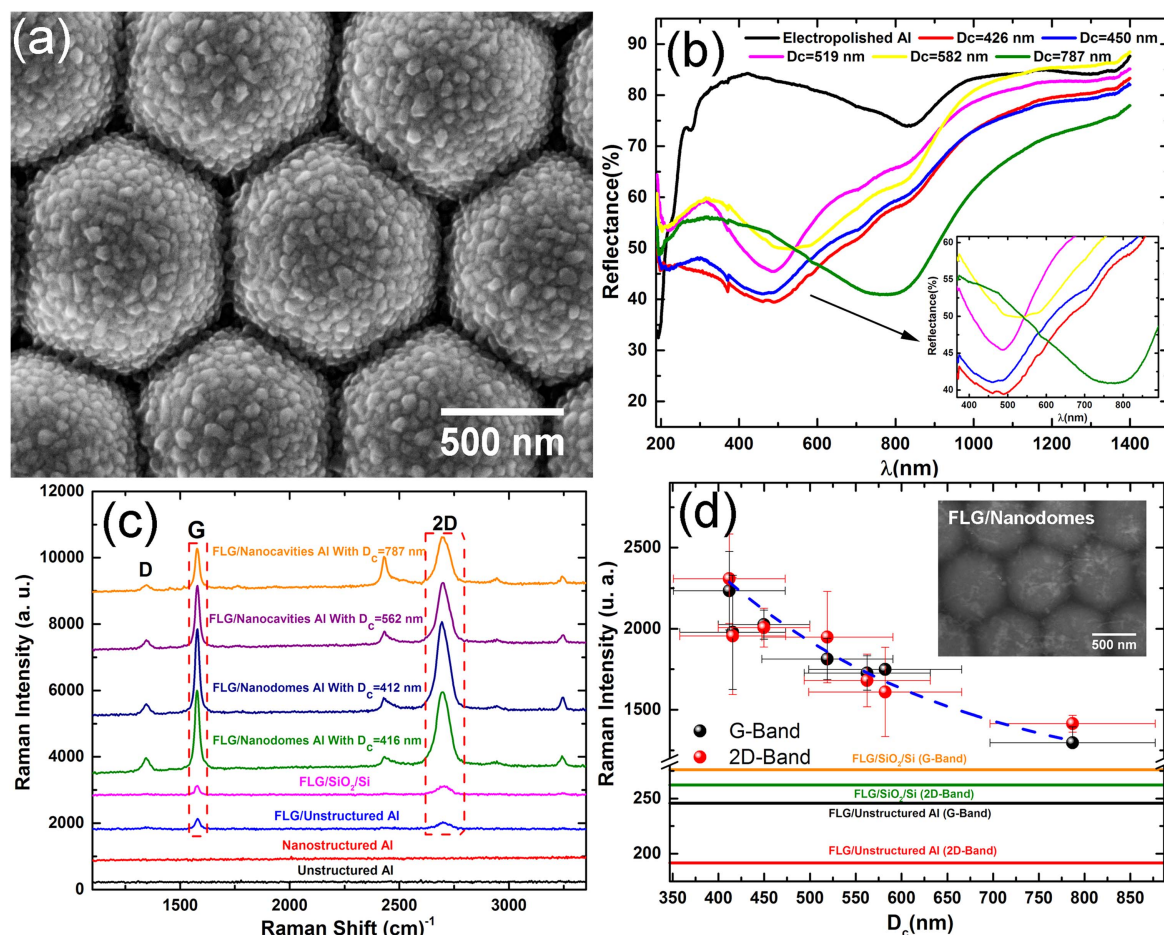 (a)
500 nm
(b)
Electropolished Al
Dc=426 nm
Dc=450 nm
Dc=519 nm
Dc=582 nm
Dc=787 nm
Reflectance(%)
90
80
70
60
50
40
30
20
200
400
600
800
1000
1200
1400
λ(nm)
Reflectance(%)
60
55
50
45
40
400
500
600
700
800
λ(nm)
(c)
Raman Intensity (a. u.)
12000
10000
8000
6000
4000
2000
0
D
G
2D
FLG/Nanocavities Al With D_C=787 nm
FLG/Nanocavities Al With D_C=562 nm
FLG/Nanodomes Al With D_C=412 nm
FLG/Nanodomes Al With D_C=416 nm
FLG/SiO₂/Si
FLG/Unstructured Al
Nanostructured Al
Unstructured Al
1500
2000
2500
3000
Raman Shift (cm)⁻¹
(d)
FLG/Nanodomes
500 nm
Raman Intensity (u. a.)
2500
2000
1500
250
200
G-Band
2D-Band
FLG/SiO₂/Si (G-Band)
FLG/SiO₂/Si (2D-Band)
FLG/Unstructured Al (G-Band)
FLG/Unstructured Al (2D-Band)
350
400
450
500
550
600
650
700
750
800
850
900
D_c(nm)